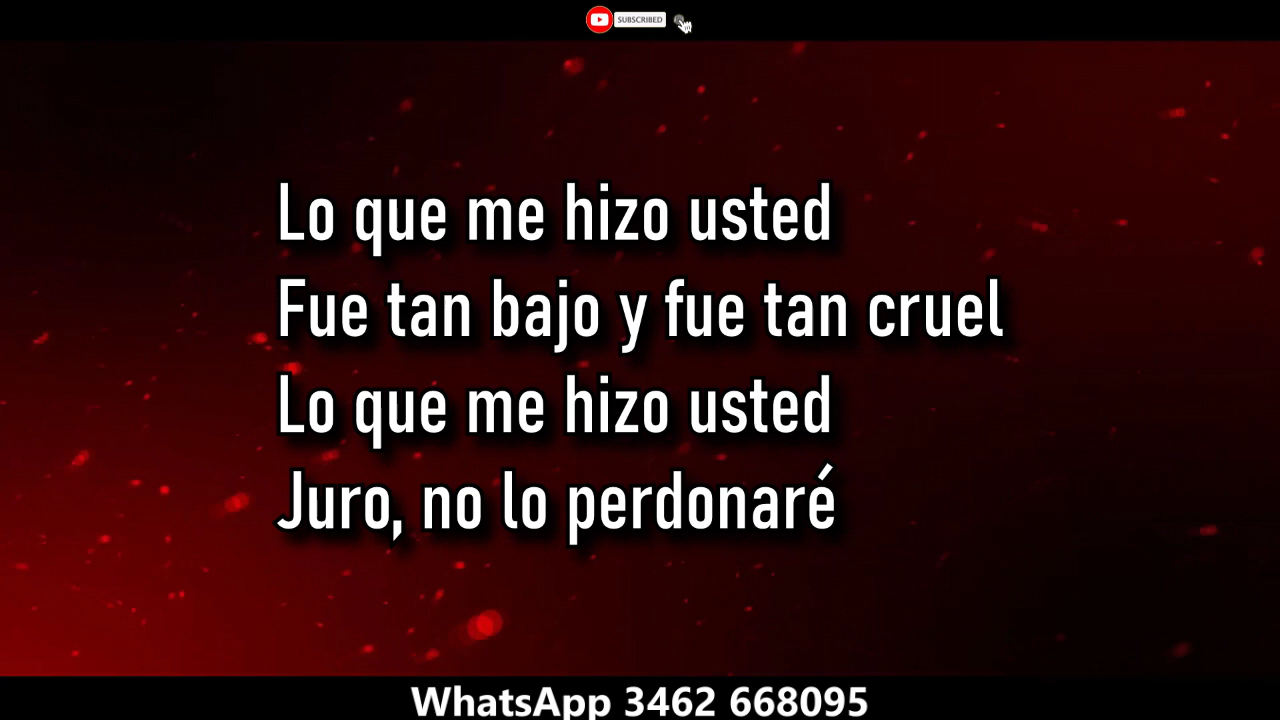 SUBSCRIBED
Lo que me hizo usted
Fue tan bajo y fue tan cruel
Lo que me hizo usted
Juro, no lo perdonaré
WhatsApp 3462 668095